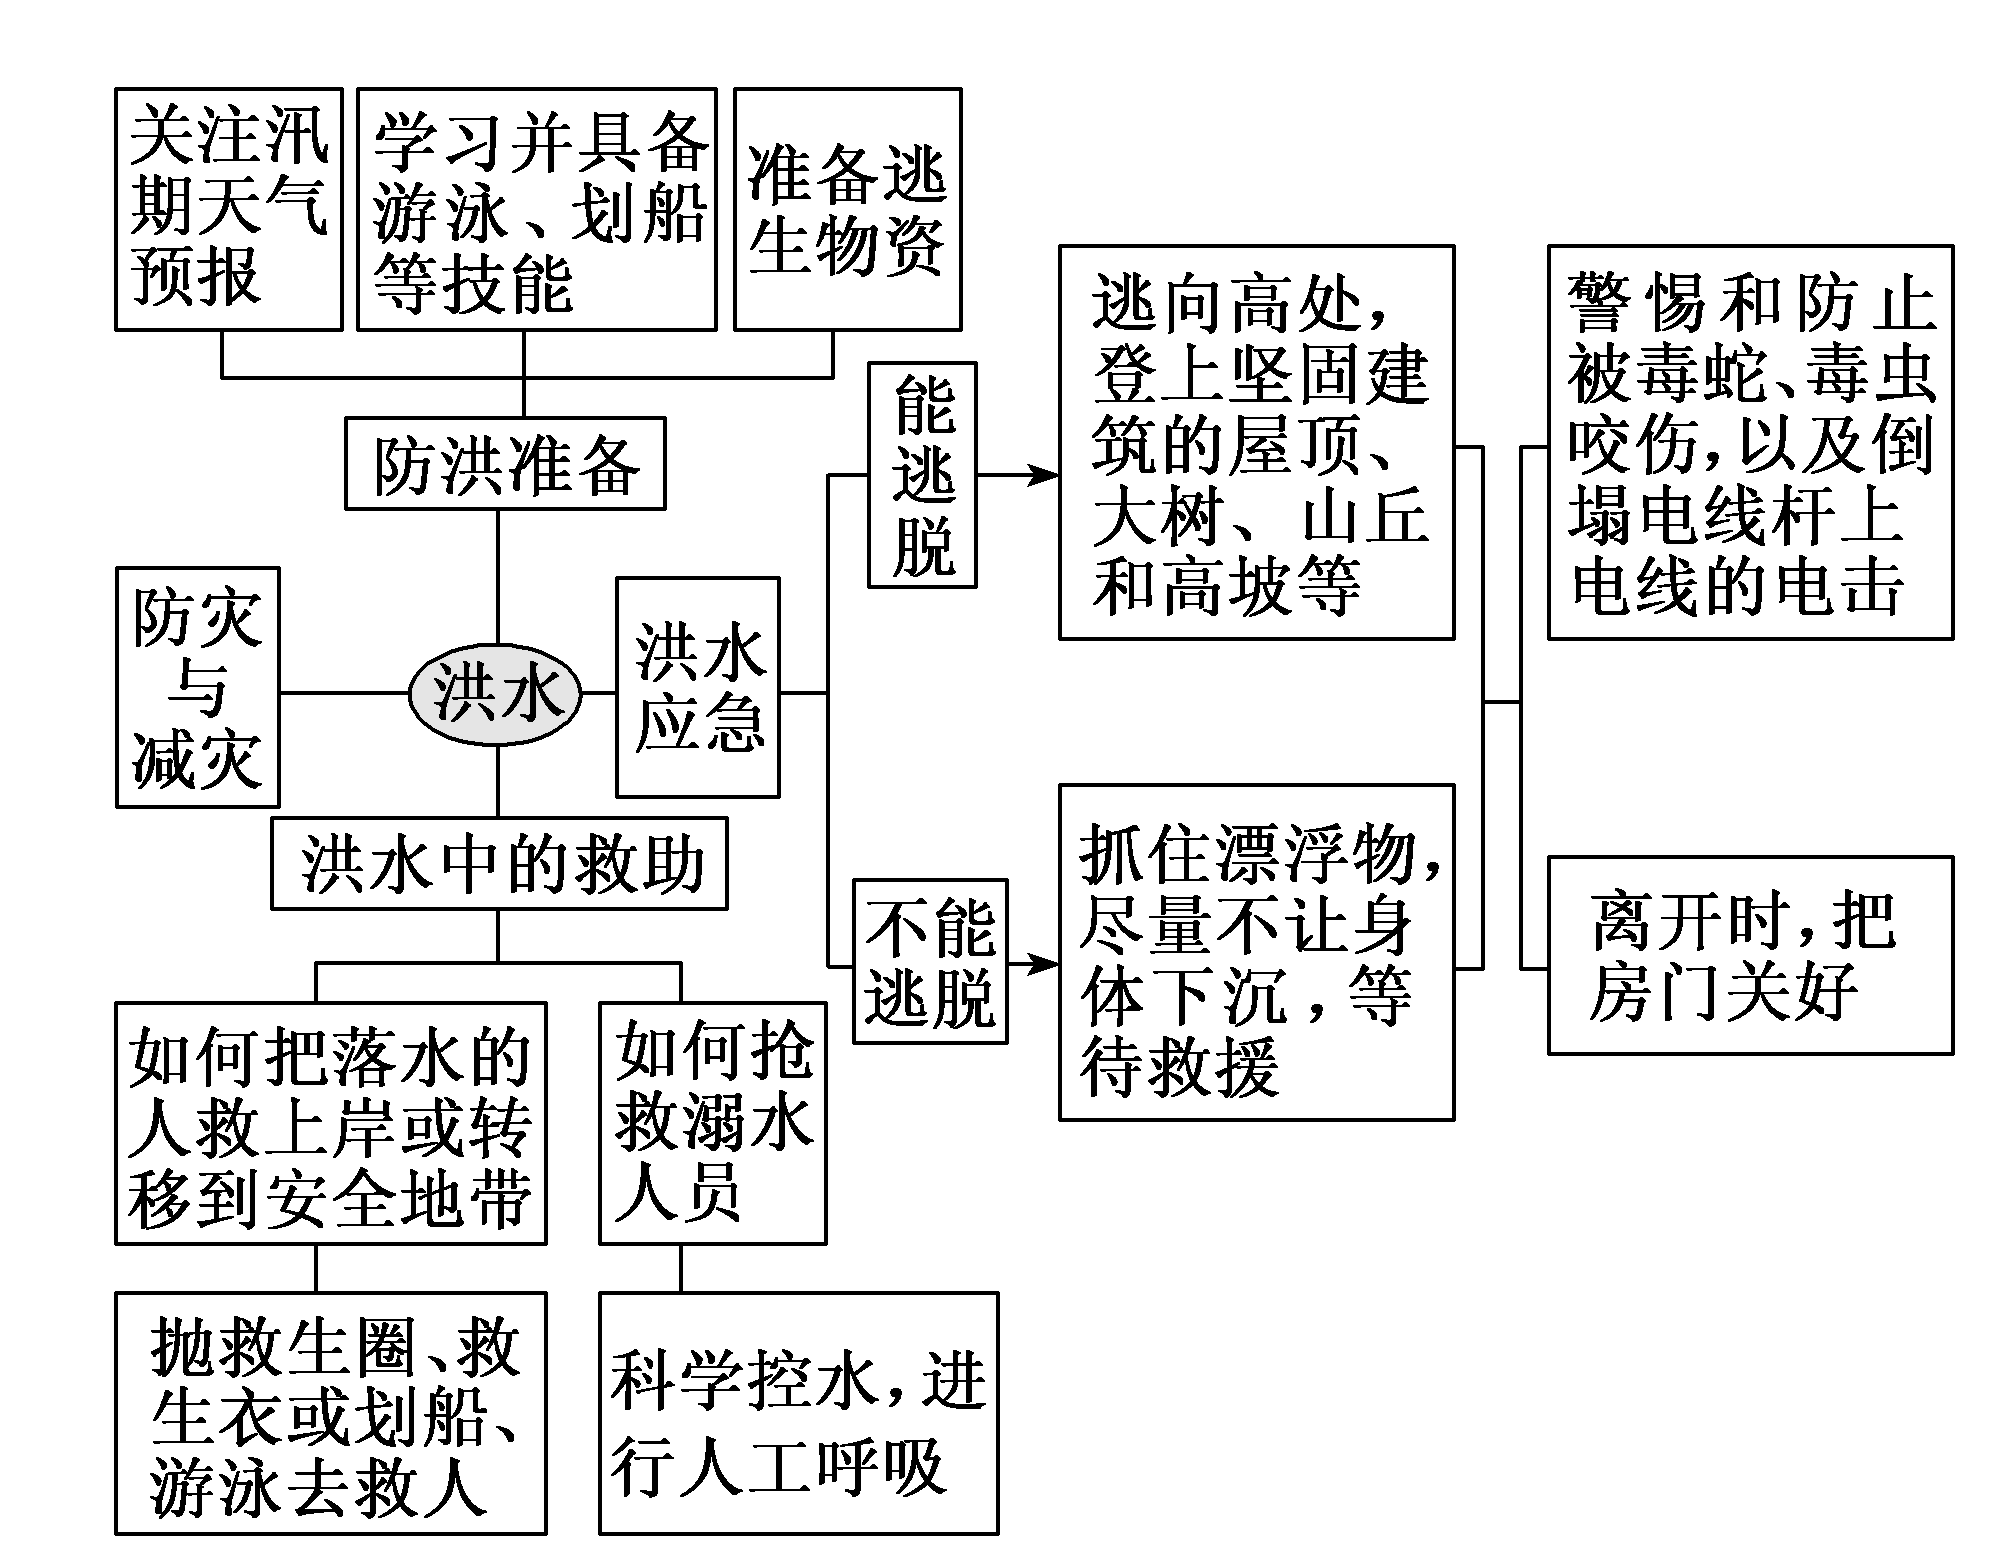 关注汛
期天气
预报
学习并具备
游泳、划船
等技能
准备逃
生物资
防洪准备
防灾
与
减灾
洪水
洪水
应急
能
逃
脱
逃向高处，
登上坚固建
筑的屋顶、
大树、山丘
和高坡等
警惕和防止
被毒蛇、毒虫
咬伤，以及倒
塌电线杆上
电线的电击
不能
逃脱
抓住漂浮物，
尽量不让身
体下沉，等
待救援
离开时，把
房门关好
洪水中的救助
如何把落水的
人救上岸或转
移到安全地带
如何抢
救溺水
人员
抛救生圈、救
生衣或划船、
游泳去救人
科学控水，进
行人工呼吸